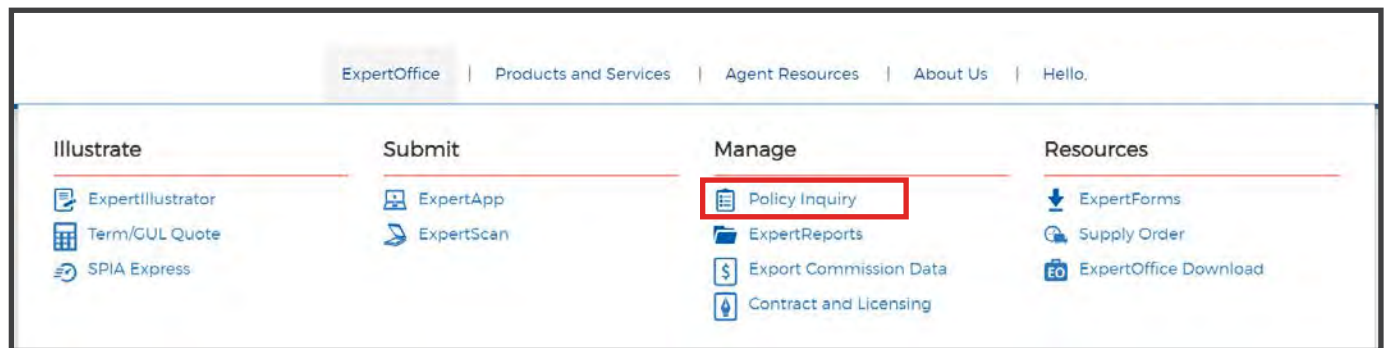 ExpertOffice | Products and Services | Agent Resources | About Us | Hello,
Illustrate
ExpertIllustrator
Term/GUL Quote
SPIA Express
Submit
ExpertApp
ExpertScan
Manage
Policy Inquiry
ExpertReports
$ Export Commission Data
Contract and Licensing
Resources
ExpertForms
Supply Order
EO ExpertOffice Download